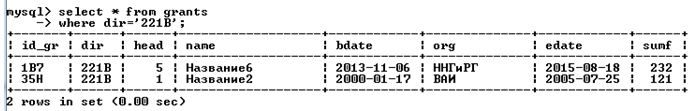 mysql> select * from grants
-> where dir='221B';
| id_gr | dir | head | name | bdate | org | edate | sumf |
| 1B7 | 221B | 5 | Название6 | 2013-11-06 | ННГиРГ | 2015-08-18 | 232 |
| 35H | 221B | 1 | Название2 | 2000-01-17 | ВАИ | 2005-07-25 | 121 |
2 rows in set (0.00 sec)